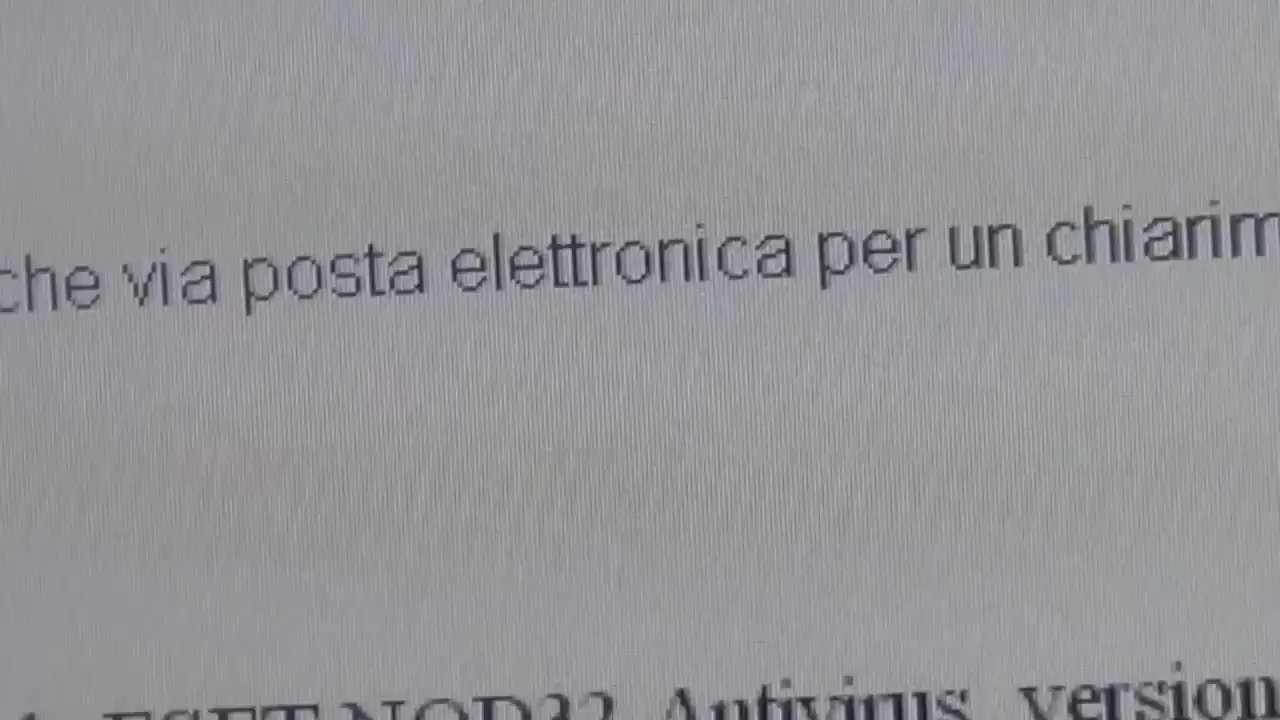 che via posta elettronica per un chiarim
ESET NOD32 Antivirus, version